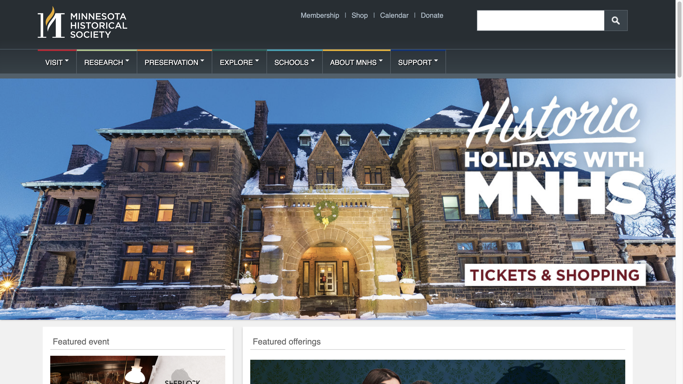 MINNESOTA
HISTORICAL
SOCIETY
Membership | Shop | Calendar | Donate
VISIT RESEARCH PRESERVATION EXPLORE SCHOOLS ABOUT MNHS SUPPORT
Historic
HOLIDAYS WITH
MNHS
TICKETS & SHOPPING
Featured event
Featured offerings
SHERLOCK